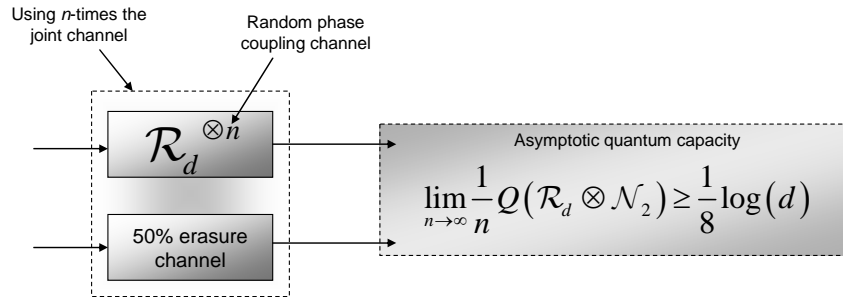 Using n-times the
joint channel
Random phase
coupling channel
ℛ_d^{⊗n}
50% erasure
channel
Asymptotic quantum capacity
lim_{n→∞} 1/n Q(ℛ_d ⊗ 𝒩_2) ≥ 1/8 log(d)